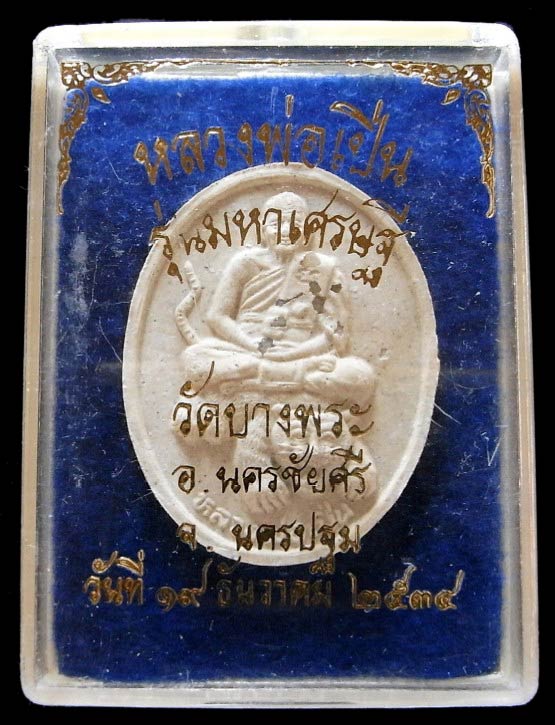 หลวงพ่อเปิ่น
รุ่นมหาเศรษฐี
วัดบางพระ
อ.นครชัยศรี
จ.นครปฐม
วันที่ ๑๙ ธันวาคม ๒๕๓๔